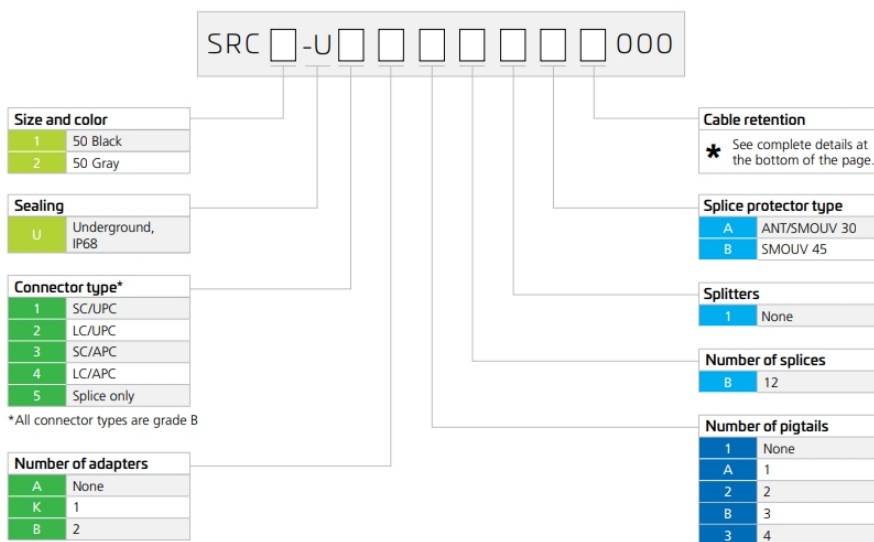 SRC -U 000
Size and color
1 50 Black
2 50 Gray
Sealing
U Underground,
IP68
Connector type*
1 SC/UPC
2 LC/UPC
3 SC/APC
4 LC/APC
5 Splice only
*All connector types are grade B
Number of adapters
A None
K 1
B 2
Cable retention
* See complete details at
the bottom of the page.
Splice protector type
A ANT/SMOUV 30
B SMOUV 45
Splitters
1 None
Number of splices
B 12
Number of pigtails
1 None
A 1
2 2
B 3
3 4